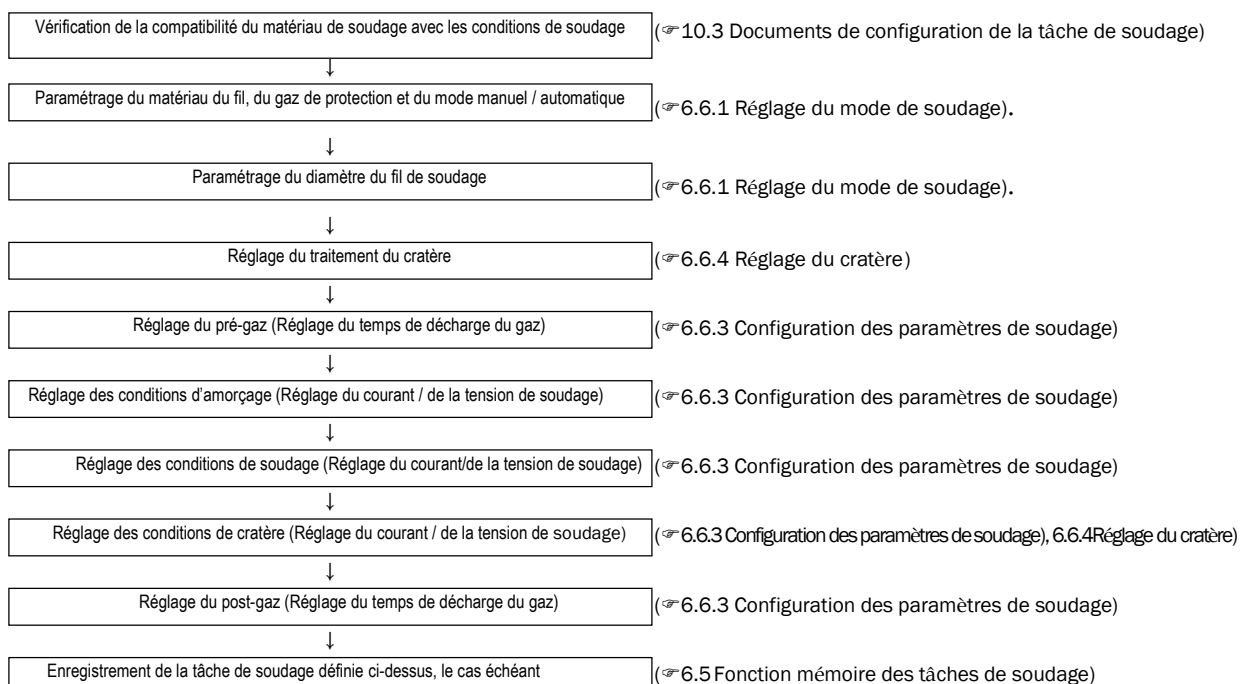 Vérification de la compatibilité du matériau de soudage avec les conditions de soudage (☞10.3 Documents de configuration de la tâche de soudage)
↓
Paramétrage du matériau du fil, du gaz de protection et du mode manuel / automatique (☞6.6.1 Réglage du mode de soudage).
↓
Paramétrage du diamètre du fil de soudage (☞6.6.1 Réglage du mode de soudage).
↓
Réglage du traitement du cratère (☞6.6.4 Réglage du cratère)
↓
Réglage du pré-gaz (Réglage du temps de décharge du gaz) (☞6.6.3 Configuration des paramètres de soudage)
↓
Réglage des conditions d'amorçage (Réglage du courant / de la tension de soudage) (☞6.6.3 Configuration des paramètres de soudage)
↓
Réglage des conditions de soudage (Réglage du courant/de la tension de soudage) (☞6.6.3 Configuration des paramètres de soudage)
↓
Réglage des conditions de cratère (Réglage du courant / de la tension de soudage) (☞6.6.3 Configuration des paramètres de soudage), 6.6.4Réglage du cratère)
↓
Réglage du post-gaz (Réglage du temps de décharge du gaz) (☞6.6.3 Configuration des paramètres de soudage)
↓
Enregistrement de la tâche de soudage définie ci-dessus, le cas échéant (☞6.5 Fonction mémoire des tâches de soudage)